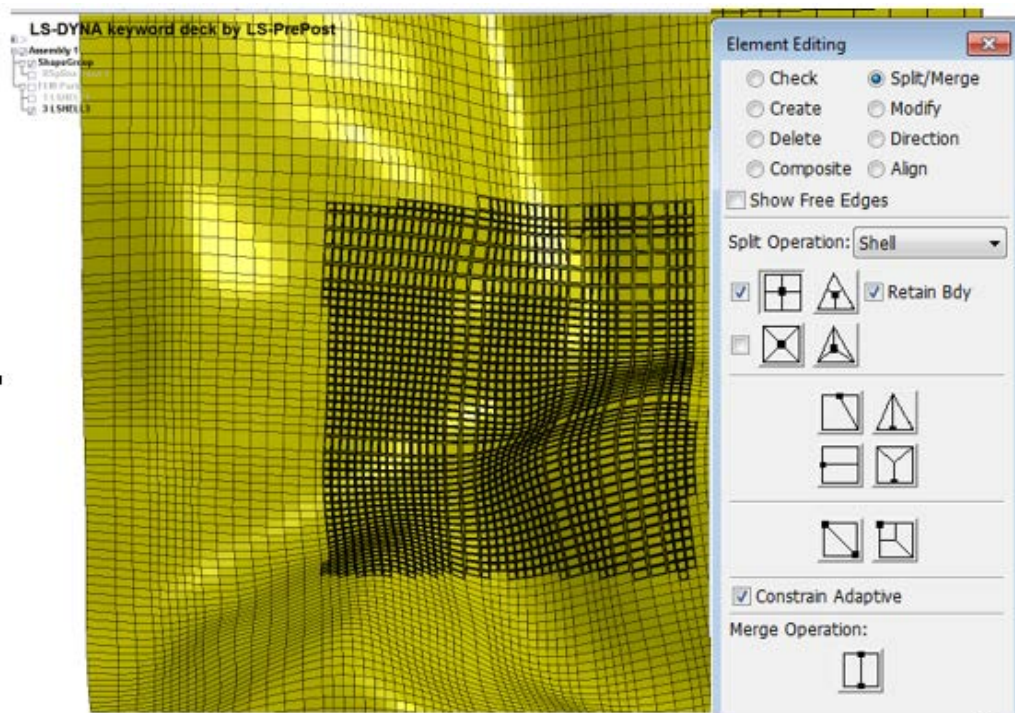 LS-DYNA keyword deck by LS-PrePost
Assembly 1
ShapeGroup
3 LSHELL3
Element Editing
Check
Split/Merge
Create
Modify
Delete
Direction
Composite
Align
Show Free Edges
Split Operation: Shell
Retain Bdy
Constrain Adaptive
Merge Operation: